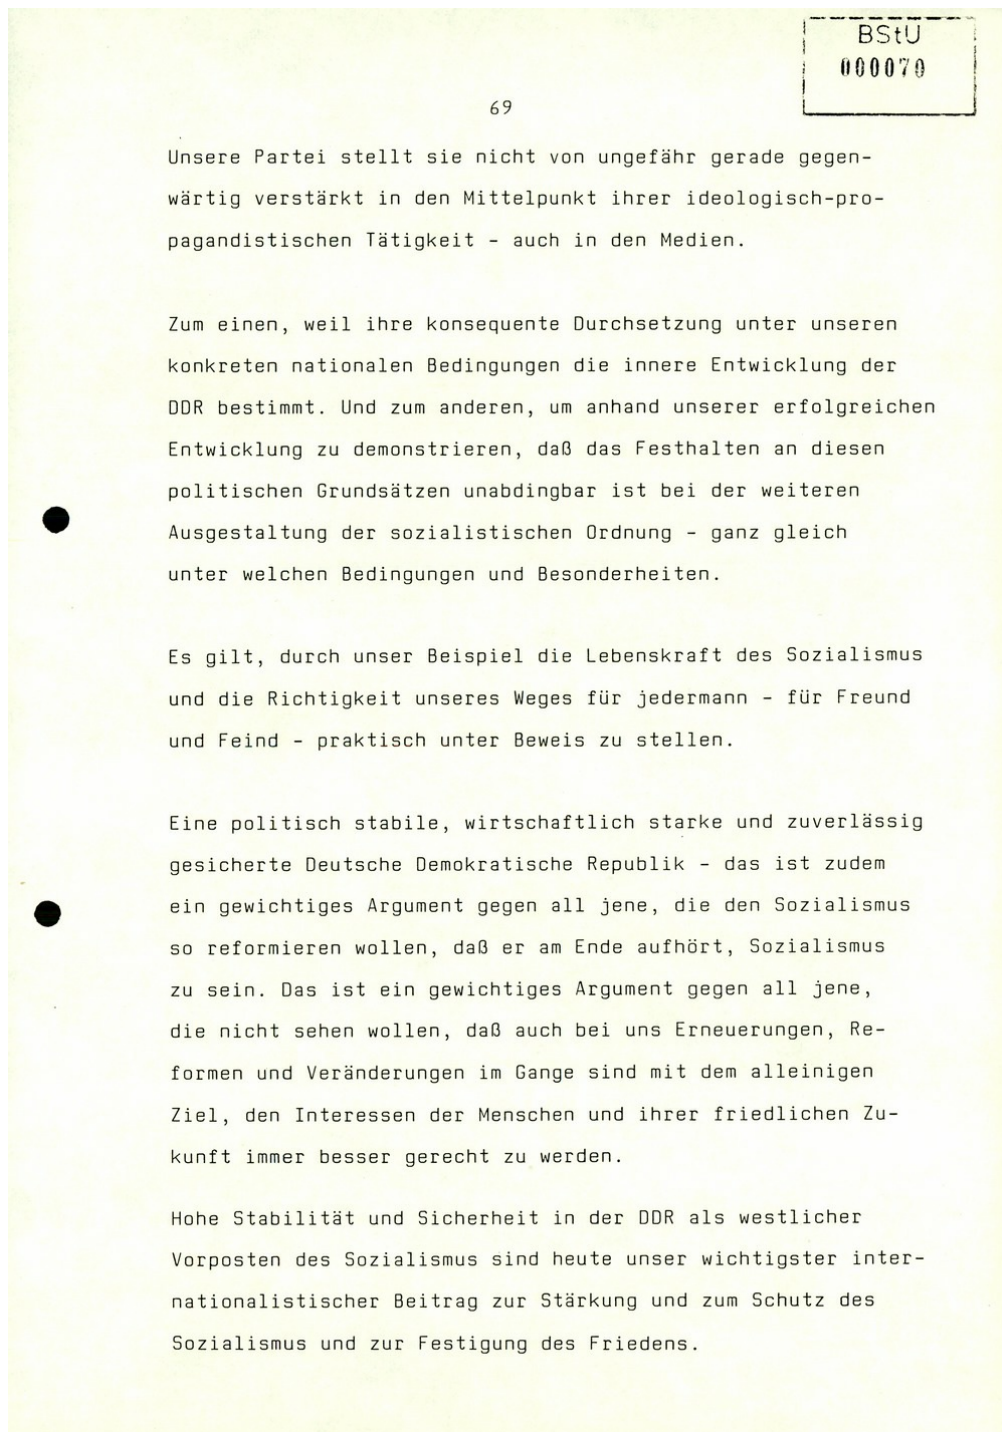 BStU
000070
69
Unsere Partei stellt sie nicht von ungefähr gerade gegen-
wärtig verstärkt in den Mittelpunkt ihrer ideologisch-pro-
pagandistischen Tätigkeit - auch in den Medien.
Zum einen, weil ihre konsequente Durchsetzung unter unseren
konkreten nationalen Bedingungen die innere Entwicklung der
DDR bestimmt. Und zum anderen, um anhand unserer erfolgreichen
Entwicklung zu demonstrieren, daß das Festhalten an diesen
politischen Grundsätzen unabdingbar ist bei der weiteren
Ausgestaltung der sozialistischen Ordnung - ganz gleich
unter welchen Bedingungen und Besonderheiten.
Es gilt, durch unser Beispiel die Lebenskraft des Sozialismus
und die Richtigkeit unseres Weges für jedermann - für Freund
und Feind - praktisch unter Beweis zu stellen.
Eine politisch stabile, wirtschaftlich starke und zuverlässig
gesicherte Deutsche Demokratische Republik - das ist zudem
ein gewichtiges Argument gegen all jene, die den Sozialismus
so reformieren wollen, daß er am Ende aufhört, Sozialismus
zu sein. Das ist ein gewichtiges Argument gegen all jene,
die nicht sehen wollen, daß auch bei uns Erneuerungen, Re-
formen und Veränderungen im Gange sind mit dem alleinigen
Ziel, den Interessen der Menschen und ihrer friedlichen Zu-
kunft immer besser gerecht zu werden.
Hohe Stabilität und Sicherheit in der DDR als westlicher
Vorposten des Sozialismus sind heute unser wichtigster inter-
nationalistischer Beitrag zur Stärkung und zum Schutz des
Sozialismus und zur Festigung des Friedens.